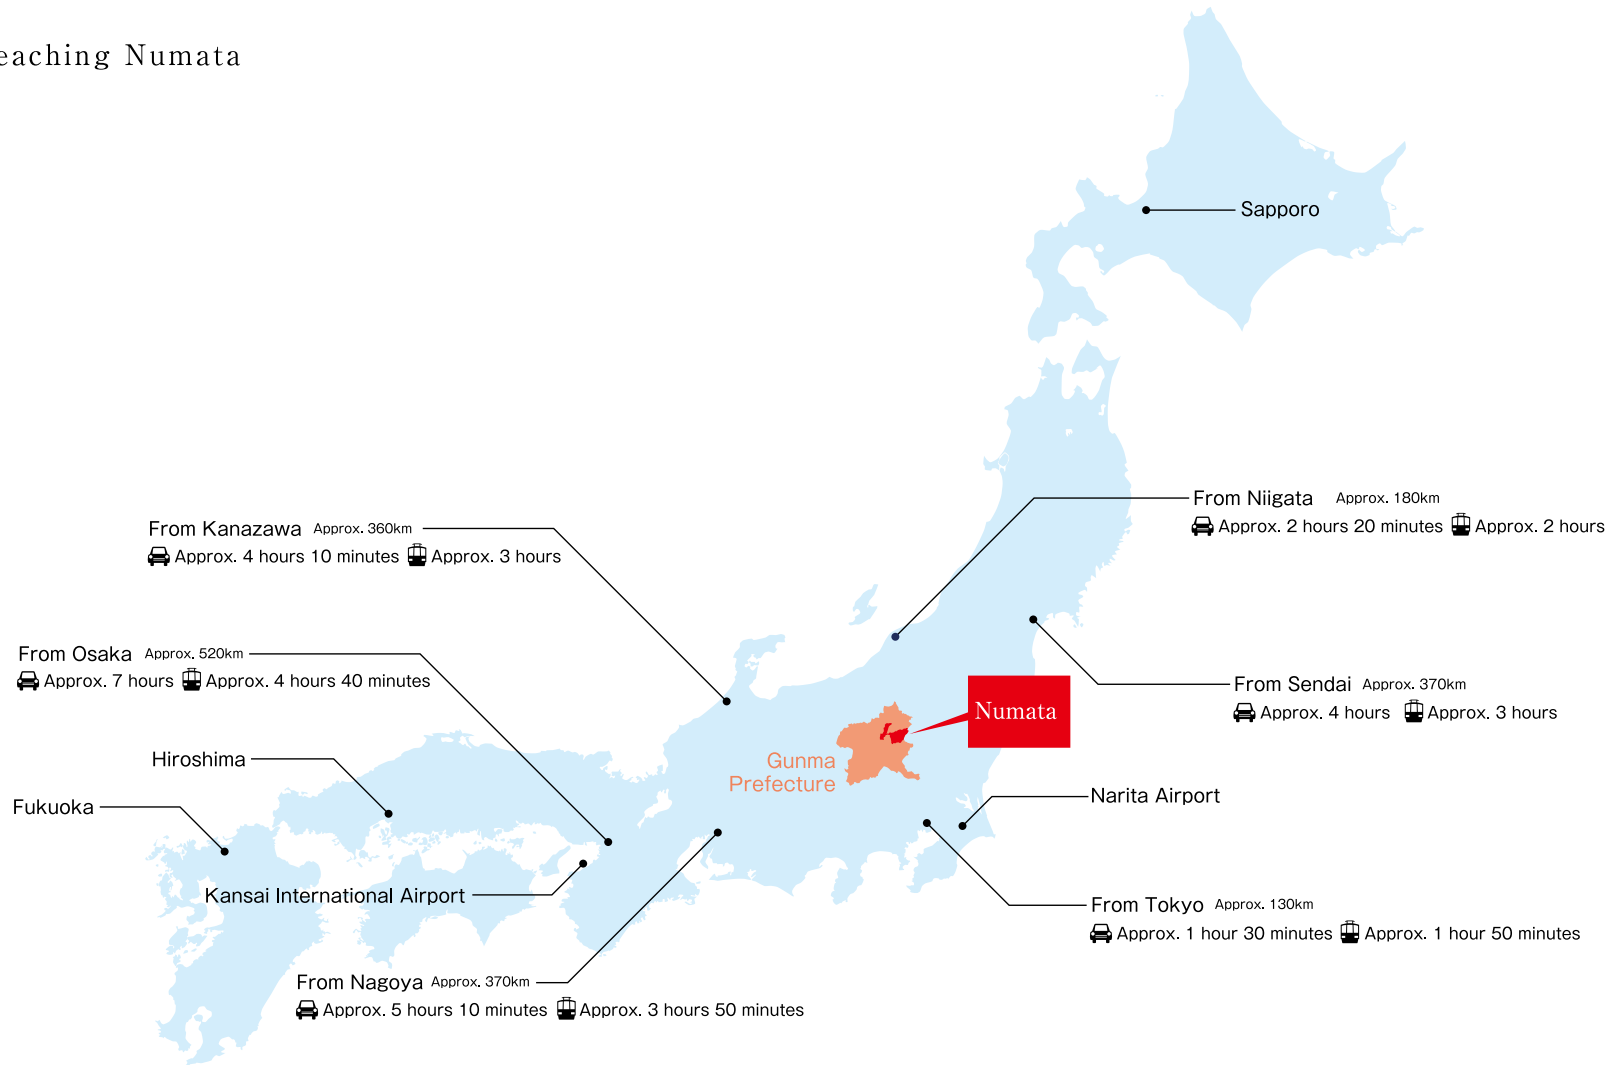 eaching Numata
Sapporo
From Niigata Approx. 180km
Approx. 2 hours 20 minutes Approx. 2 hours
From Kanazawa Approx. 360km
Approx. 4 hours 10 minutes Approx. 3 hours
From Osaka Approx. 520km
Approx. 7 hours Approx. 4 hours 40 minutes
From Sendai Approx. 370km
Approx. 4 hours Approx. 3 hours
Numata
Gunma
Prefecture
Hiroshima
Fukuoka
Narita Airport
Kansai International Airport
From Tokyo Approx. 130km
Approx. 1 hour 30 minutes Approx. 1 hour 50 minutes
From Nagoya Approx. 370km
Approx. 5 hours 10 minutes Approx. 3 hours 50 minutes